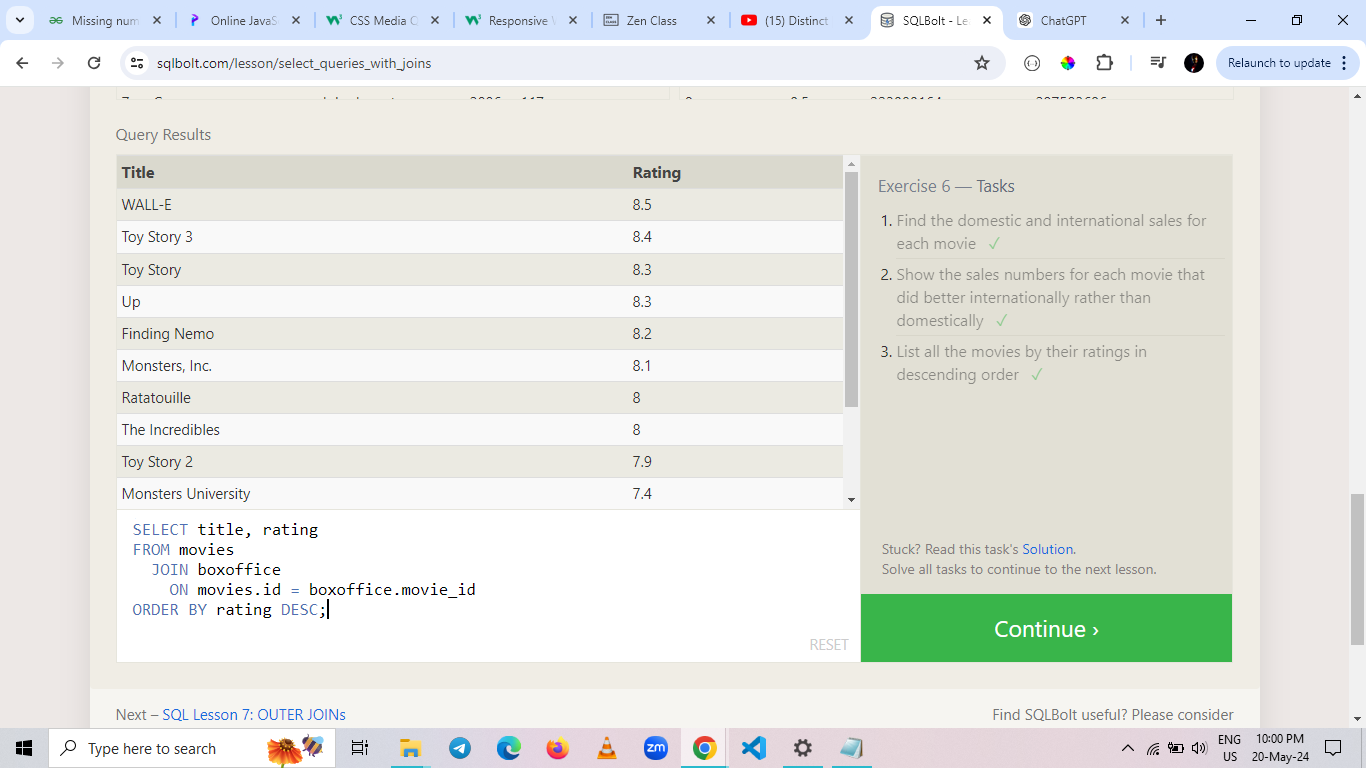 Missing num
Online JavaS
CSS Media C
Responsive
Zen Class
(15) Distinct
SQLBolt - Le
ChatGPT
sqlbolt.com/lesson/select_queries_with_joins
Relaunch to update
Query Results
Title Rating
WALL-E 8.5
Toy Story 3 8.4
Toy Story 8.3
Up 8.3
Finding Nemo 8.2
Monsters, Inc. 8.1
Ratatouille 8
The Incredibles 8
Toy Story 2 7.9
Monsters University 7.4
SELECT title, rating
FROM movies
JOIN boxoffice
ON movies.id = boxoffice.movie_id
ORDER BY rating DESC;
RESET
Exercise 6 — Tasks
1. Find the domestic and international sales for
each movie ✓
2. Show the sales numbers for each movie that
did better internationally rather than
domestically ✓
3. List all the movies by their ratings in
descending order ✓
Stuck? Read this task's Solution.
Solve all tasks to continue to the next lesson.
Continue ›
Next – SQL Lesson 7: OUTER JOINs
Find SQLBolt useful? Please consider
Type here to search
zm
ENG
US
10:00 PM
20-May-24